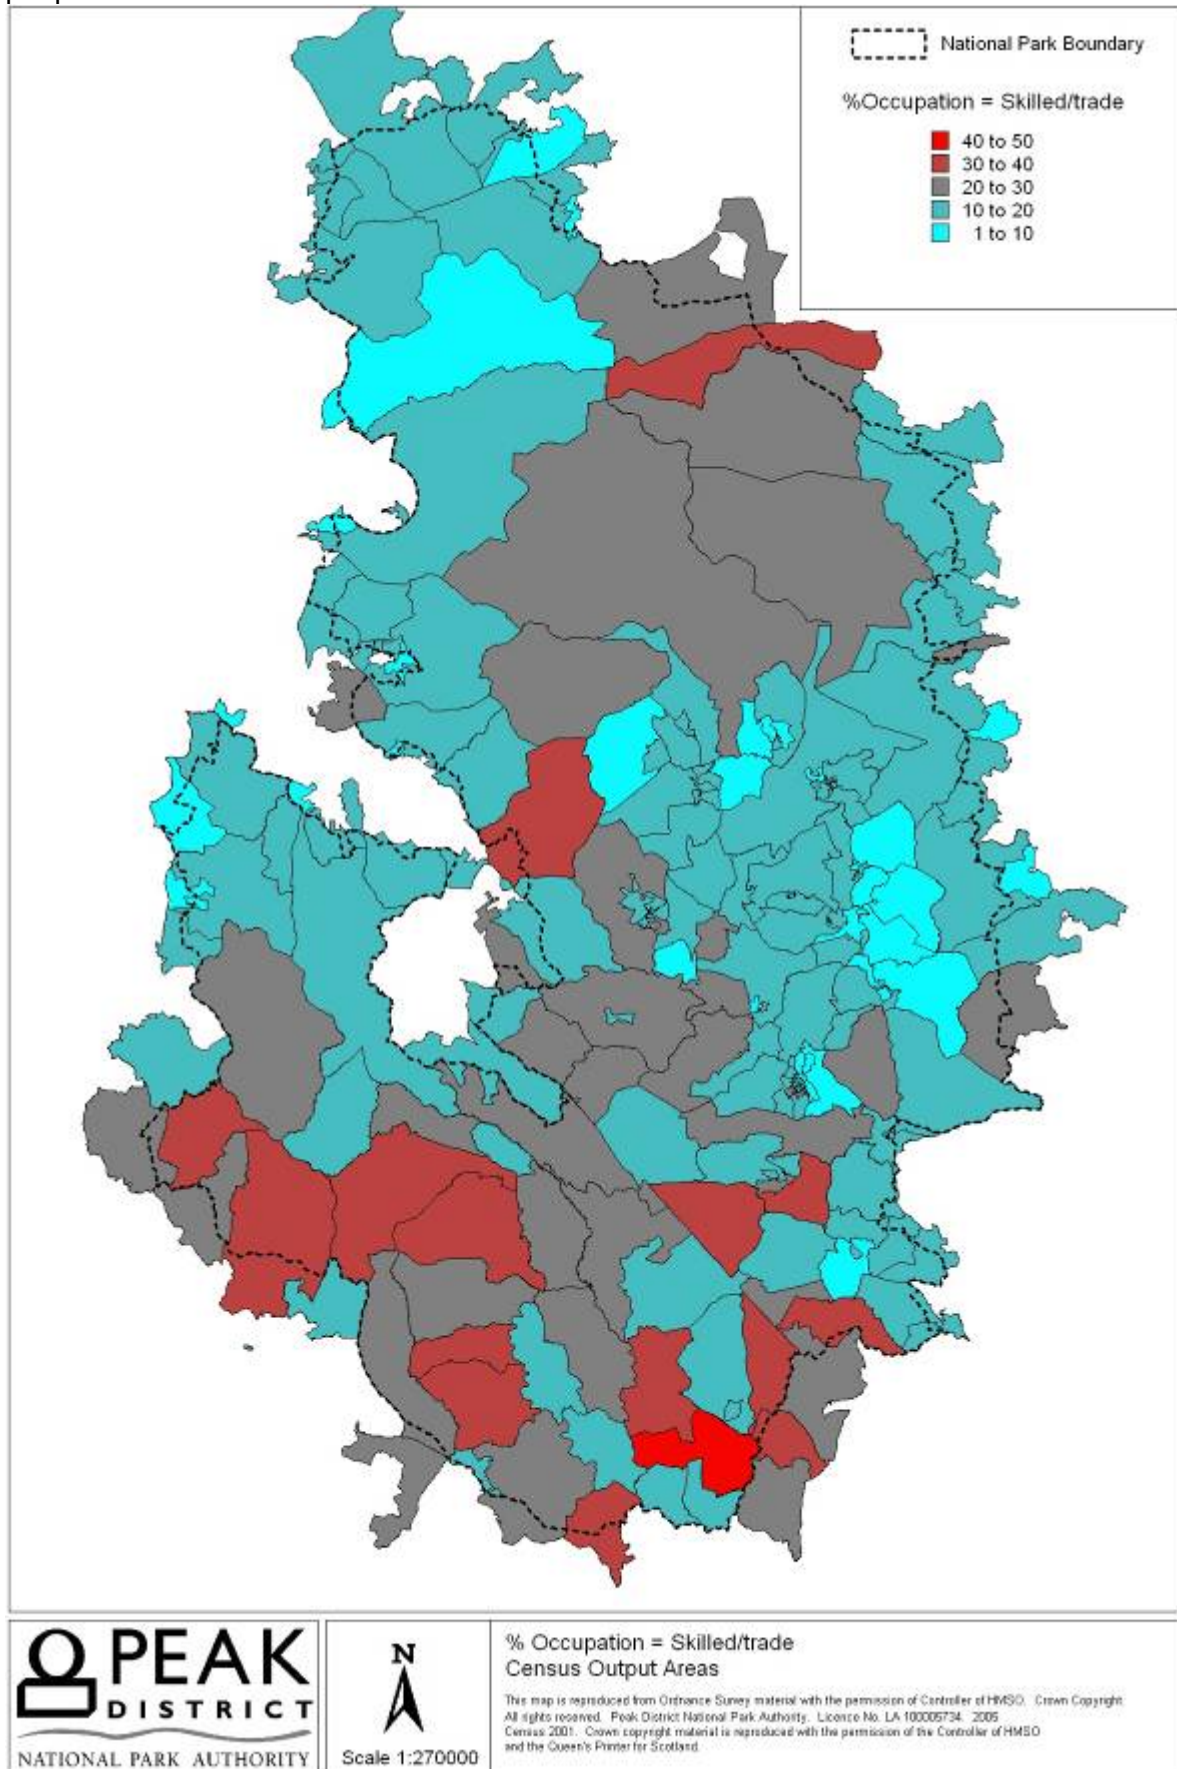 National Park Boundary
%Occupation = Skilled/trade
40 to 50
30 to 40
20 to 30
10 to 20
1 to 10
PEAK
DISTRICT
NATIONAL PARK AUTHORITY
N
Scale 1:270000
% Occupation = Skilled/trade
Census Output Areas
This map is reproduced from Ordnance Survey material with the permission of Controller of HMSO. Crown Copyright.
All rights reserved. Peak District National Park Authority. Licence No. LA 100005734. 2005
Census 2001. Crown copyright material is reproduced with the permission of the Controller of HMSO
and the Queen's Printer for Scotland.